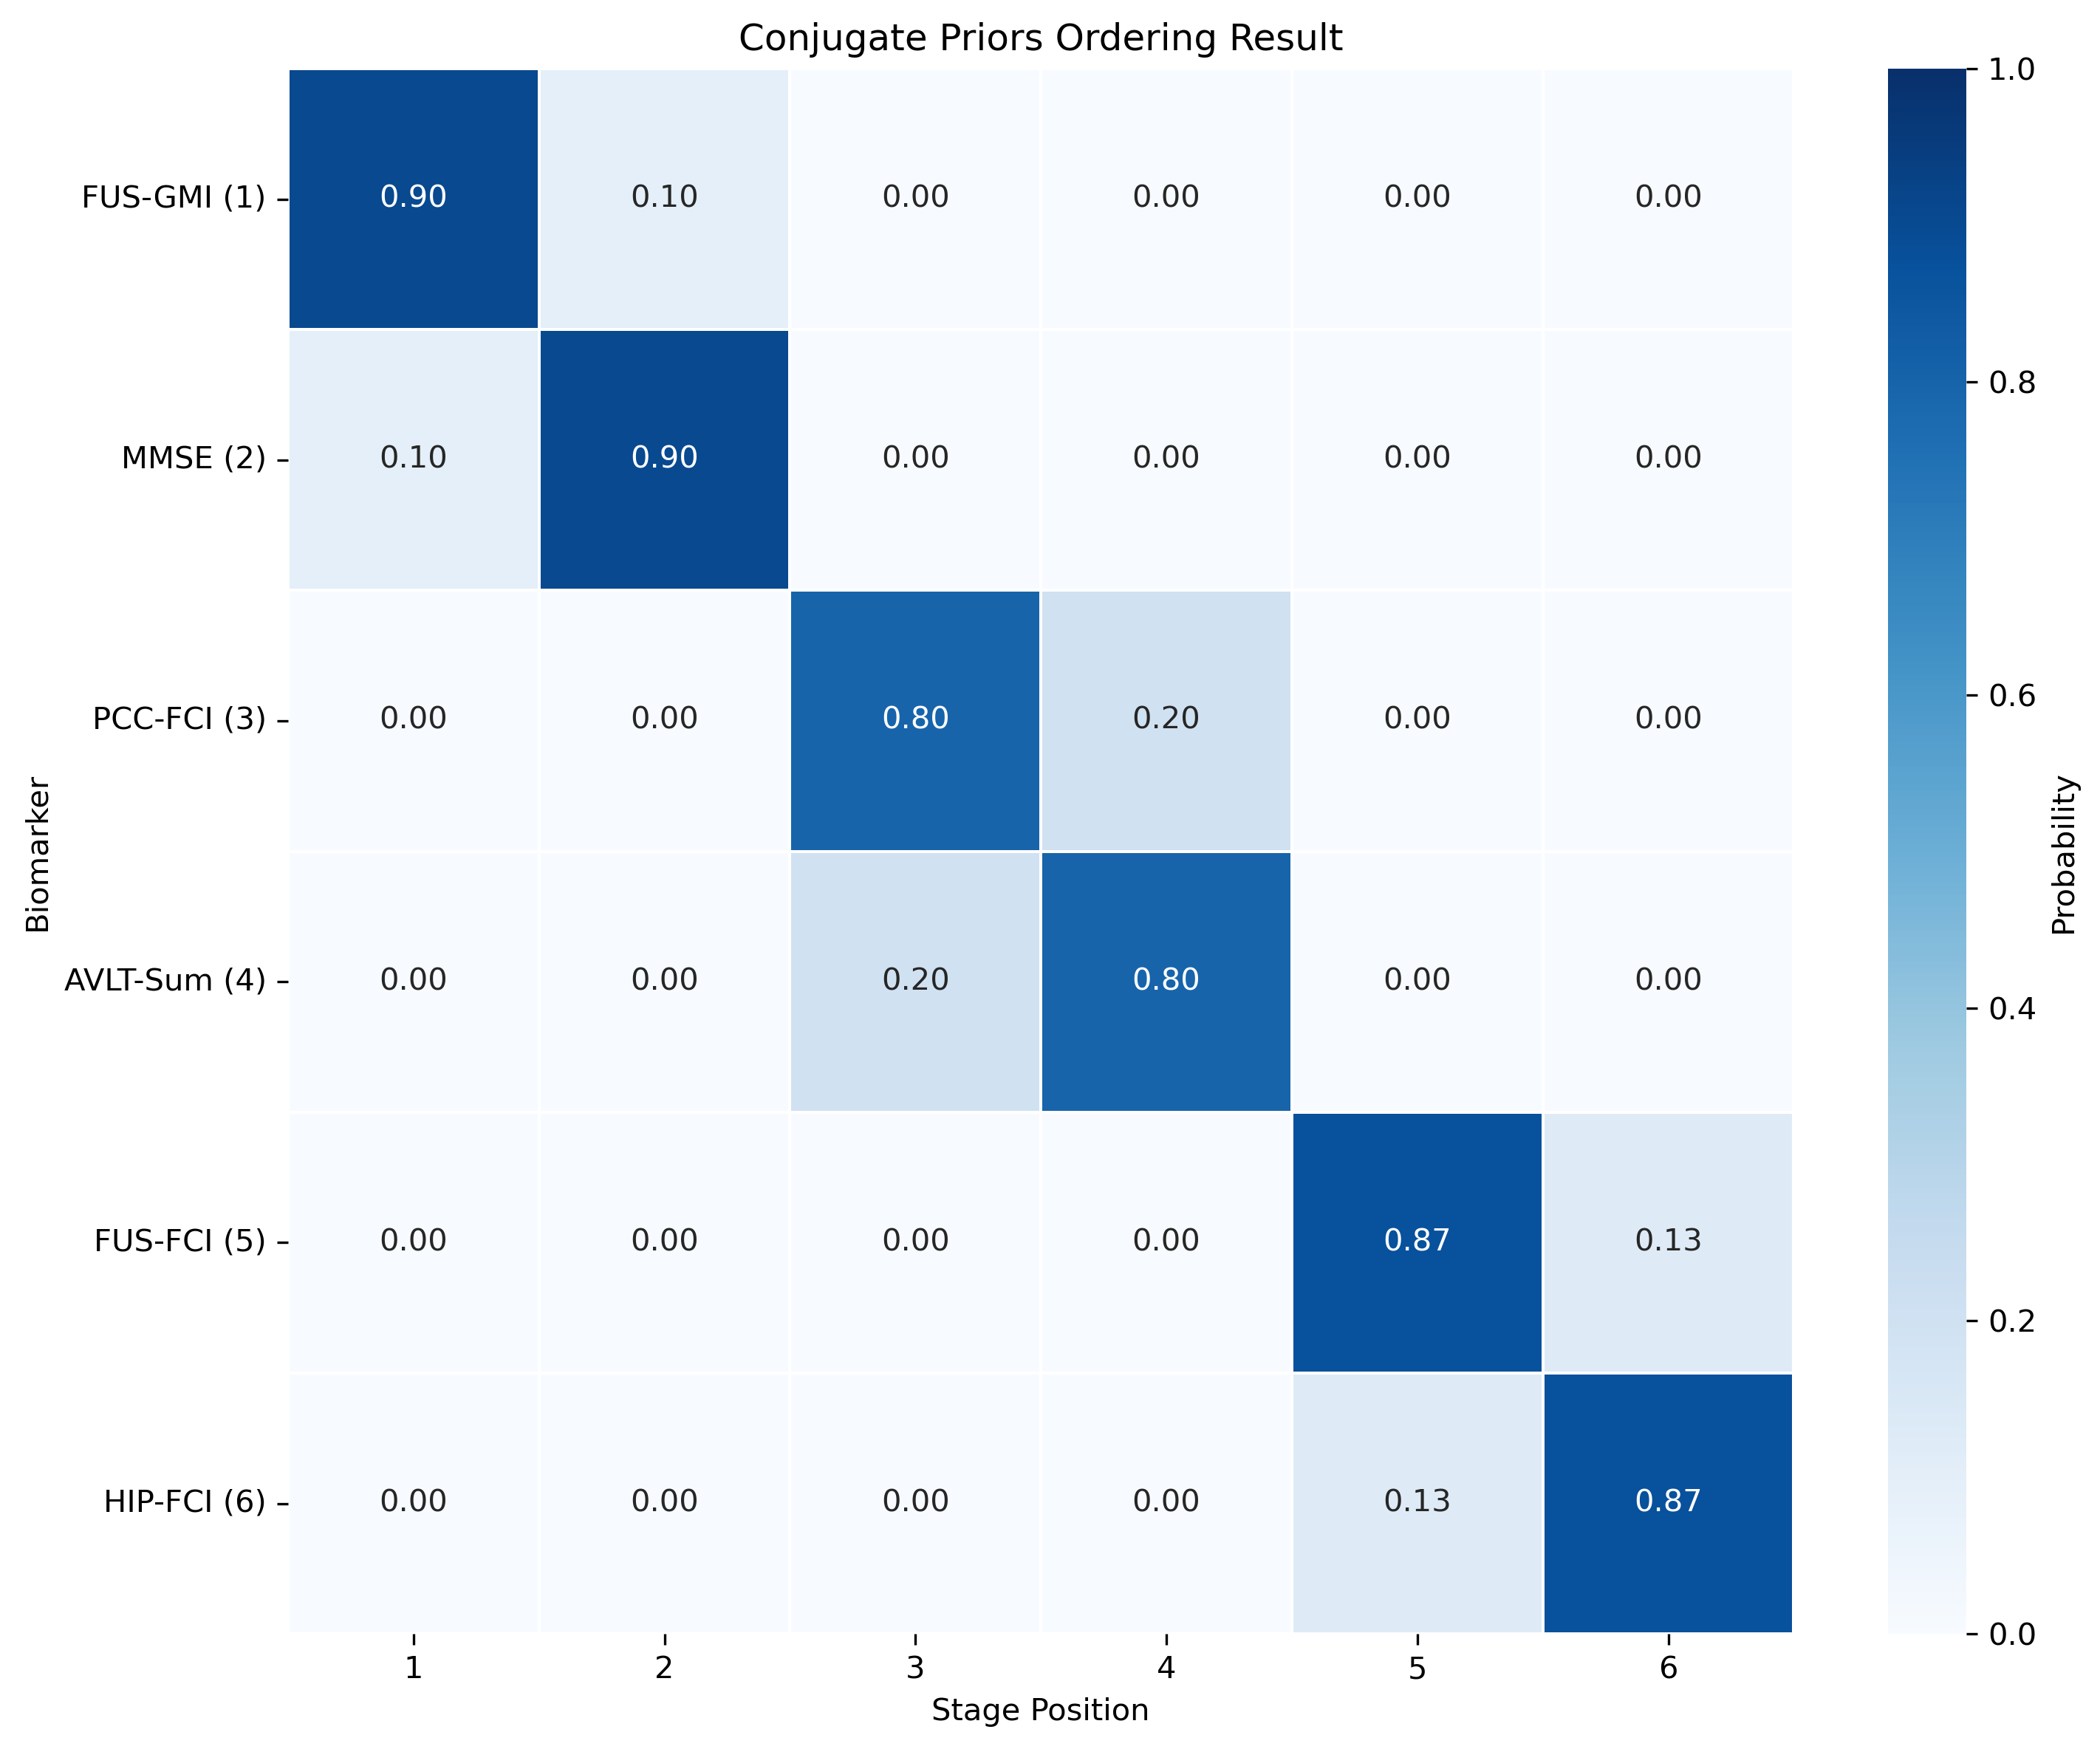 Conjugate Priors Ordering Result
Biomarker
FUS-GMI (1) 0.90 0.10 0.00 0.00 0.00 0.00
MMSE (2) 0.10 0.90 0.00 0.00 0.00 0.00
PCC-FCI (3) 0.00 0.00 0.80 0.20 0.00 0.00
AVLT-Sum (4) 0.00 0.00 0.20 0.80 0.00 0.00
FUS-FCI (5) 0.00 0.00 0.00 0.00 0.87 0.13
HIP-FCI (6) 0.00 0.00 0.00 0.00 0.13 0.87
1 2 3 4 5 6
Stage Position
1.0
0.8
0.6
0.4
0.2
0.0
Probability